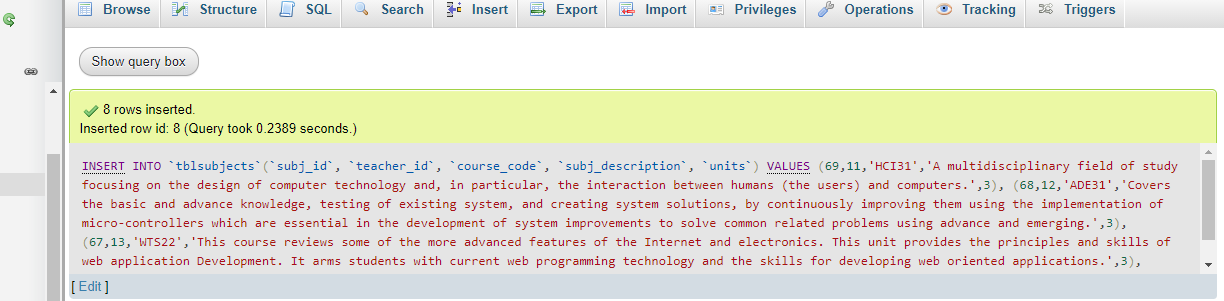 Browse Structure SQL Search Insert Export Import Privileges Operations Tracking Triggers
Show query box
8 rows inserted.
Inserted row id: 8 (Query took 0.2389 seconds.)
INSERT INTO `tblsubjects`(`subj_id`, `teacher_id`, `course_code`, `subj_description`, `units`) VALUES (69,11,'HCI31','A multidisciplinary field of study
focusing on the design of computer technology and, in particular, the interaction between humans (the users) and computers.',3), (68,12,'ADE31','Covers
the basic and advance knowledge, testing of existing system, and creating system solutions, by continuously improving them using the implementation of
micro-controllers which are essential in the development of system improvements to solve common related problems using advance and emerging.',3),
(67,13,'WTS22','This course reviews some of the more advanced features of the Internet and electronics. This unit provides the principles and skills of
web application Development. It arms students with current web programming technology and the skills for developing web oriented applications.',3),
[ Edit ]